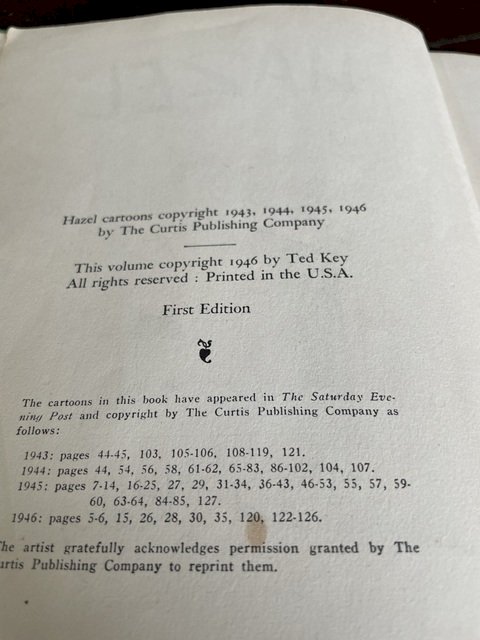 Hazel cartoons copyright 1943, 1944, 1945, 1946
by The Curtis Publishing Company
This volume copyright 1946 by Ted Key
All rights reserved : Printed in the U.S.A.
First Edition
The cartoons in this book have appeared in The Saturday Eve-
ning Post and copyright by The Curtis Publishing Company as
follows:
1943: pages 44-45, 103, 105-106, 108-119, 121.
1944: pages 44, 54, 56, 58, 61-62, 65-83, 86-102, 104, 107.
1945: pages 7-14, 16-25, 27, 29, 31-34, 36-43, 46-53, 55, 57, 59-
60, 63-64, 84-85, 127.
1946: pages 5-6, 15, 26, 28, 30, 35, 120, 122-126.
he artist gratefully acknowledges permission granted by The
urtis Publishing Company to reprint them.